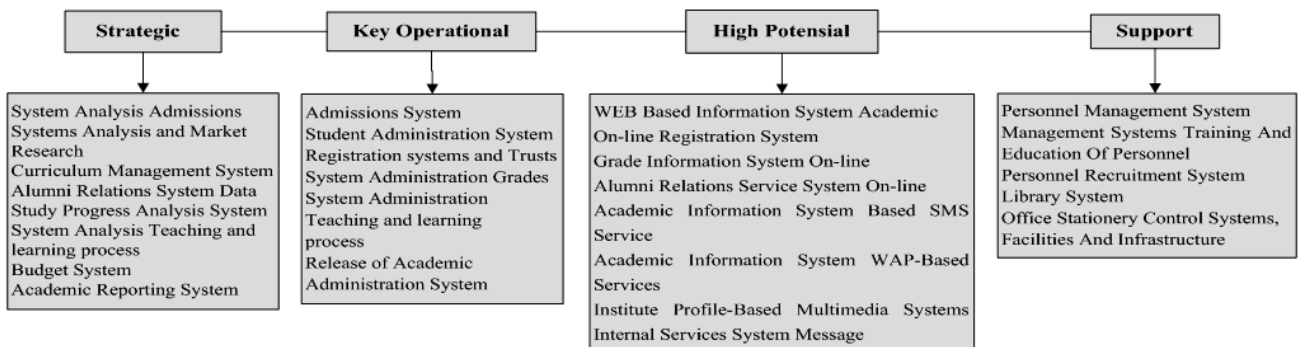 Strategic
System Analysis Admissions
Systems Analysis and Market
Research
Curriculum Management System
Alumni Relations System Data
Study Progress Analysis System
System Analysis Teaching and
learning process
Budget System
Academic Reporting System
Key Operational
Admissions System
Student Administration System
Registration systems and Trusts
System Administration Grades
System Administration
Teaching and learning
process
Release of Academic
Administration System
High Potensial
WEB Based Information System Academic
On-line Registration System
Grade Information System On-line
Alumni Relations Service System On-line
Academic Information System Based SMS
Service
Academic Information System WAP-Based
Services
Institute Profile-Based Multimedia Systems
Internal Services System Message
Support
Personnel Management System
Management Systems Training And
Education Of Personnel
Personnel Recruitment System
Library System
Office Stationery Control Systems,
Facilities And Infrastructure